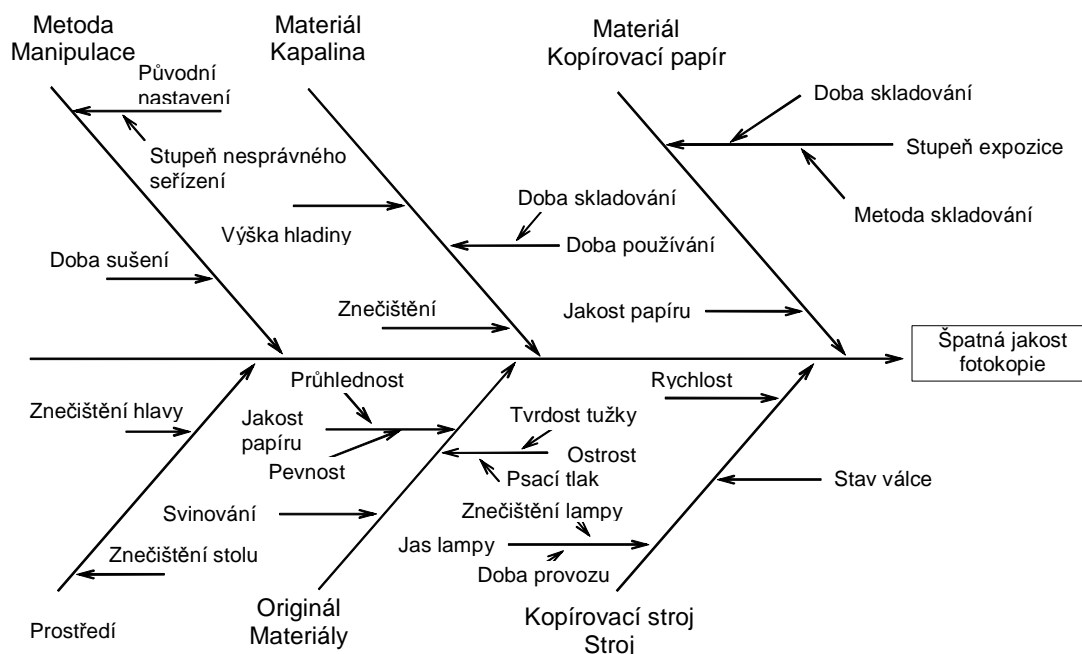 Metoda
Manipulace
Materiál
Kapalina
Materiál
Kopírovací papír
Původní
nastavení
Stupeň nesprávného
seřízení
Doba sušení
Výška hladiny
Doba skladování
Doba používání
Znečištění
Doba skladování
Stupeň expozice
Metoda skladování
Jakost papíru
Špatná jakost
fotokopie
Znečištění hlavy
Znečištění stolu
Prostředí
Průhlednost
Jakost
papíru
Pevnost
Tvrdost tužky
Ostrost
Psací tlak
Svinování
Originál
Materiály
Rychlost
Stav válce
Znečištění lampy
Jas lampy
Doba provozu
Kopírovací stroj
Stroj